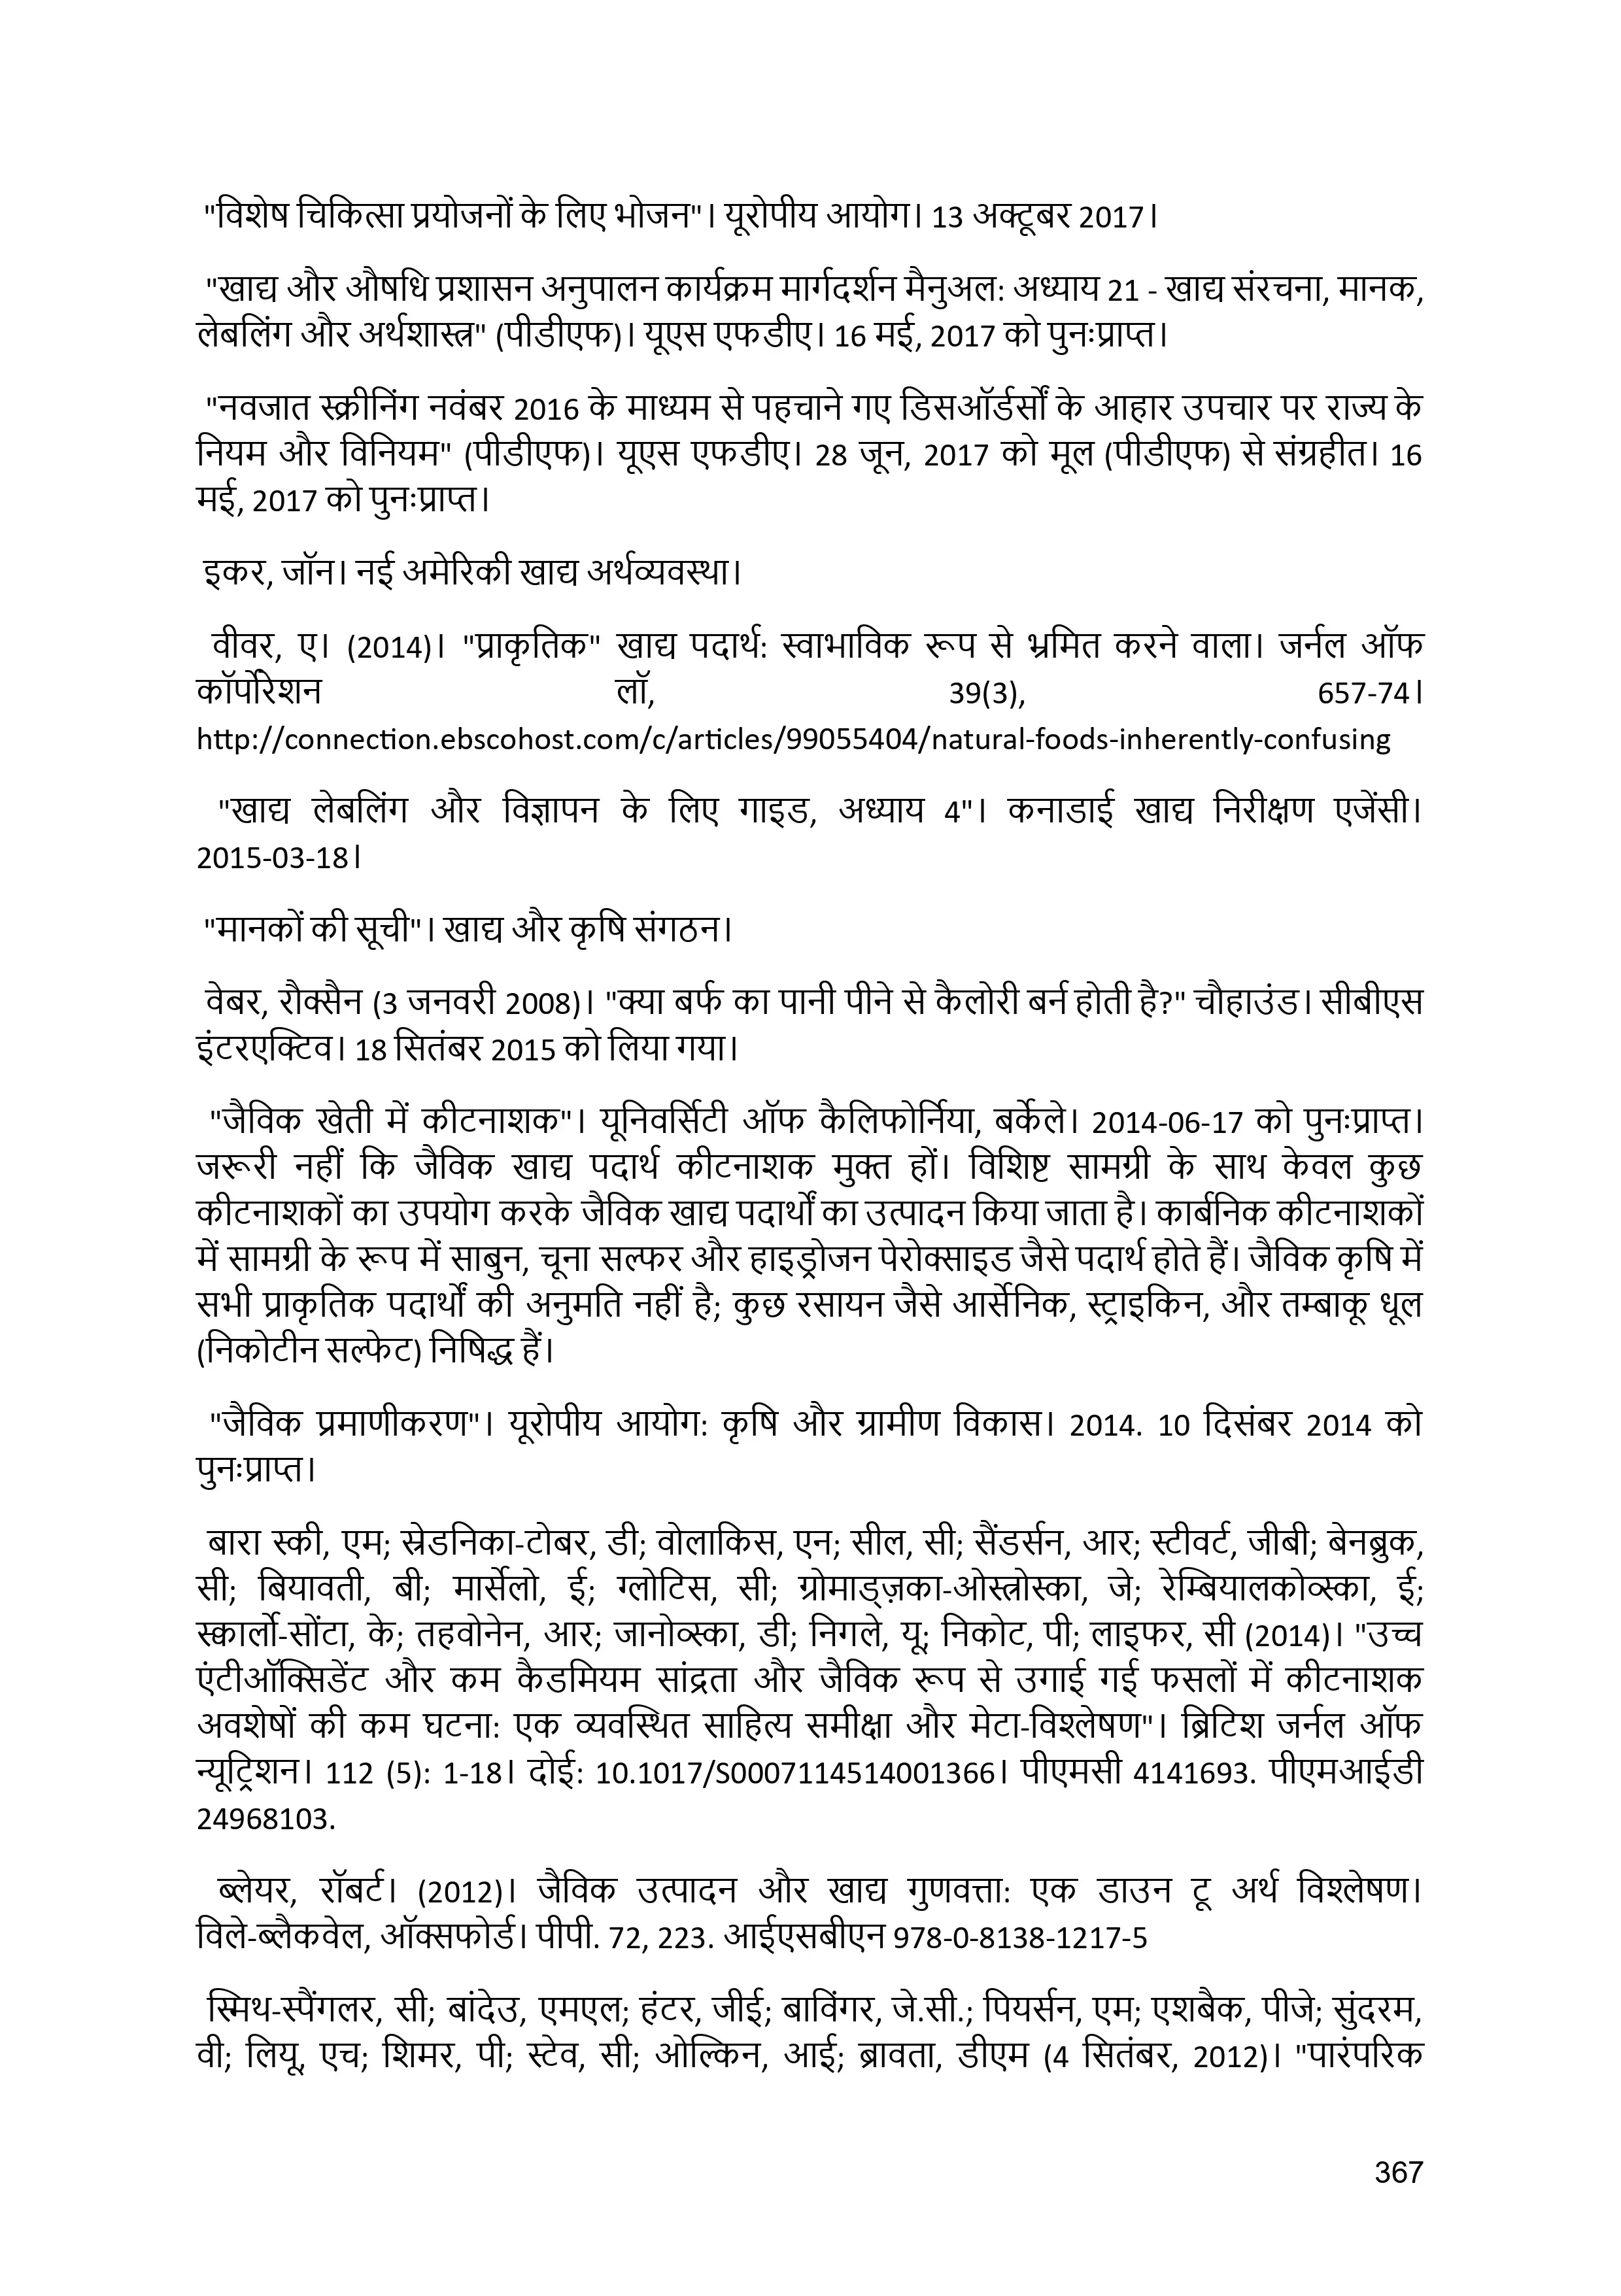 "विशेष चिकित्सा प्रयोजनों के लिए भोजन"। यूरोपीय आयोग। 13 अक्टूबर 2017।
"खाद्य और औषधि प्रशासन अनुपालन कार्यक्रम मार्गदर्शन मैनुअल: अध्याय 21 - खाद्य संरचना, मानक,
लेबलिंग और अर्थशास्त्र" (पीडीएफ)। यूएस एफडीए। 16 मई, 2017 को पुनःप्राप्त।
"नवजात स्क्रीनिंग नवंबर 2016 के माध्यम से पहचाने गए डिसऑर्डर्सों के आहार उपचार पर राज्य के
नियम और विनियम" (पीडीएफ)। यूएस एफडीए। 28 जून, 2017 को मूल (पीडीएफ) से संग्रहीत। 16
मई, 2017 को पुनःप्राप्त।
इकर, जॉन। नई अमेरिकी खाद्य अर्थव्यवस्था।
वीवर, ए। (2014)। "प्राकृतिक" खाद्य पदार्थ: स्वाभाविक रूप से भ्रमित करने वाला। जर्नल ऑफ
कॉर्पोरेशन लॉ, 39(3), 657-74।
http://connection.ebscohost.com/c/articles/99055404/natural-foods-inherently-confusing
"खाद्य लेबलिंग और विज्ञापन के लिए गाइड, अध्याय 4"। कनाडाई खाद्य निरीक्षण एजेंसी।
2015-03-18।
"मानकों की सूची"। खाद्य और कृषि संगठन।
वेबर, रौक्सैन (3 जनवरी 2008)। "क्या बर्फ का पानी पीने से कैलोरी बर्न होती है?" चौहाउंड। सीबीएस
इंटरएक्टिव। 18 सितंबर 2015 को लिया गया।
"जैविक खेती में कीटनाशक"। यूनिवर्सिटी ऑफ कैलिफोर्निया, बर्कले। 2014-06-17 को पुनःप्राप्त।
जरूरी नहीं कि जैविक खाद्य पदार्थ कीटनाशक मुक्त हों। विशिष्ट सामग्री के साथ केवल कुछ
कीटनाशकों का उपयोग करके जैविक खाद्य पदार्थों का उत्पादन किया जाता है। कार्बनिक कीटनाशकों
में सामग्री के रूप में साबुन, चूना सल्फर और हाइड्रोजन पेरोक्साइड जैसे पदार्थ होते हैं। जैविक कृषि में
सभी प्राकृतिक पदार्थों की अनुमति नहीं है; कुछ रसायन जैसे आर्सेनिक, स्ट्राइकिन, और तम्बाकू धूल
(निकोटीन सल्फेट) निषिद्ध हैं।
"जैविक प्रमाणीकरण"। यूरोपीय आयोग: कृषि और ग्रामीण विकास। 2014. 10 दिसंबर 2014 को
पुनःप्राप्त।
बारा स्की, एम; स्रेडनिका-टोबर, डी; वोलाकिस, एन; सील, सी; सैंडर्सन, आर; स्टीवर्ट, जीबी; बेनब्रुक,
सी; बियावती, बी; मार्सेलो, ई; ग्लोटिस, सी; ग्रोमाड्ज़का-ओस्त्रोस्का, जे; रेम्बियालकोव्स्का, ई;
स्कार्लो-सोंटा, के; तहवोनेन, आर; जानोव्स्का, डी; निगले, यू; निकोट, पी; लाइफर, सी (2014)। "उच्च
एंटीऑक्सिडेंट और कम कैडमियम सांद्रता और जैविक रूप से उगाई गई फसलों में कीटनाशक
अवशेषों की कम घटना: एक व्यवस्थित साहित्य समीक्षा और मेटा-विश्लेषण"। ब्रिटिश जर्नल ऑफ
न्यूट्रिशन। 112 (5): 1-18। दोई: 10.1017/S0007114514001366। पीएमसी 4141693. पीएमआईडी
24968103.
ब्लेयर, रॉबर्ट। (2012)। जैविक उत्पादन और खाद्य गुणवत्ता: एक डाउन टू अर्थ विश्लेषण।
विले-ब्लैकवेल, ऑक्सफोर्ड। पीपी. 72, 223. आईएसबीएन 978-0-8138-1217-5
स्मिथ-स्पैंगलर, सी; बांदेउ, एमएल; हंटर, जीई; बाविंगर, जे.सी.; पियर्सन, एम; एशबैक, पीजे; सुंदरम,
वी; लियू, एच; शिमर, पी; स्टेव, सी; ओल्किन, आई; ब्रावता, डीएम (4 सितंबर, 2012)। "पारंपरिक
367